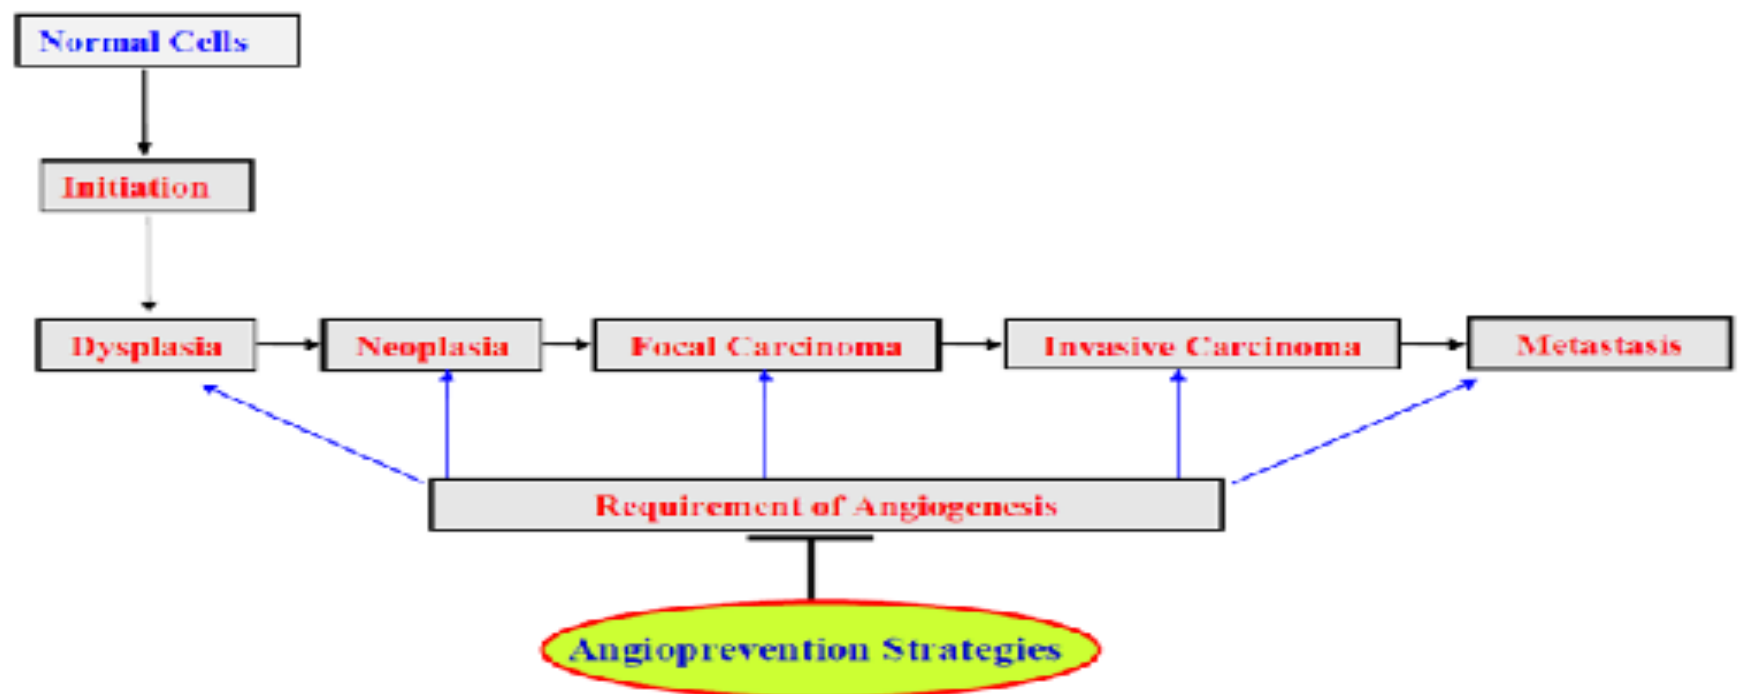 Normal Cells
Initiation
Dysplasia
Neoplasia
Focal Carcinoma
Invasive Carcinoma
Metastasis
Requirement of Angiogenesis
Angioprevention Strategies